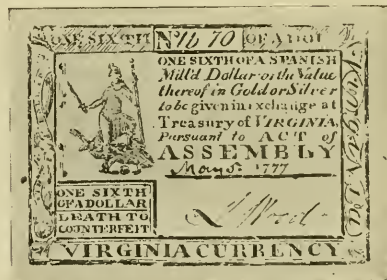 ONE SIXTH Nº 1670 OF A DOL
ONE SIXTH OF A SPANISH
Mill'd Dollar or the Value
thereof in Gold or Silver
to be given in exchange at
Treasury of VIRGINIA,
Pursuant to ACT of
ASSEMBLY
May 5. 1777
ONE SIXTH
OF A DOLLAR
DEATH TO
COUNTERFEIT
VIRGINIA CURRENCY